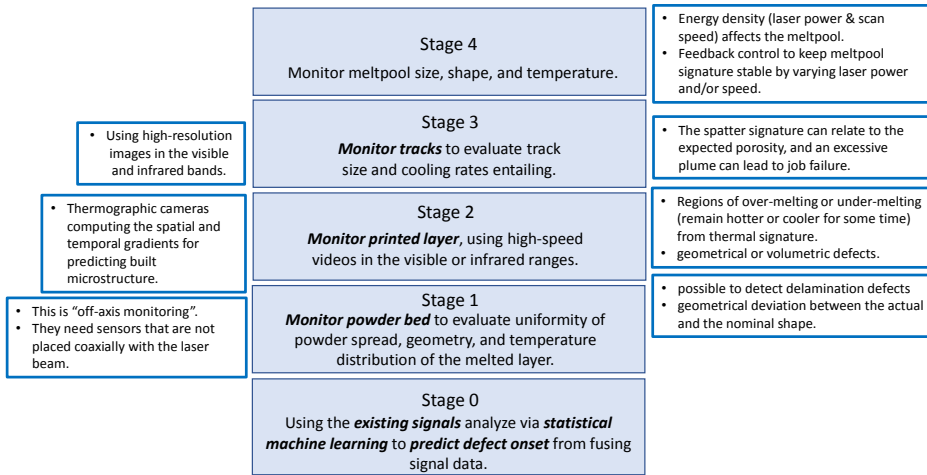 Stage 4
Monitor meltpool size, shape, and temperature.
• Energy density (laser power & scan
speed) affects the meltpool.
• Feedback control to keep meltpool
signature stable by varying laser power
and/or speed.
• Using high-resolution
images in the visible
and infrared bands.
Stage 3
Monitor tracks to evaluate track
size and cooling rates entailing.
• The spatter signature can relate to the
expected porosity, and an excessive
plume can lead to job failure.
• Thermographic cameras
computing the spatial and
temporal gradients for
predicting built
microstructure.
Stage 2
Monitor printed layer, using high-speed
videos in the visible or infrared ranges.
• Regions of over-melting or under-melting
(remain hotter or cooler for some time)
from thermal signature.
• geometrical or volumetric defects.
• This is “off-axis monitoring”.
• They need sensors that are not
placed coaxially with the laser
beam.
Stage 1
Monitor powder bed to evaluate uniformity of
powder spread, geometry, and temperature
distribution of the melted layer.
• possible to detect delamination defects
• geometrical deviation between the actual
and the nominal shape.
Stage 0
Using the existing signals analyze via statistical
machine learning to predict defect onset from fusing
signal data.